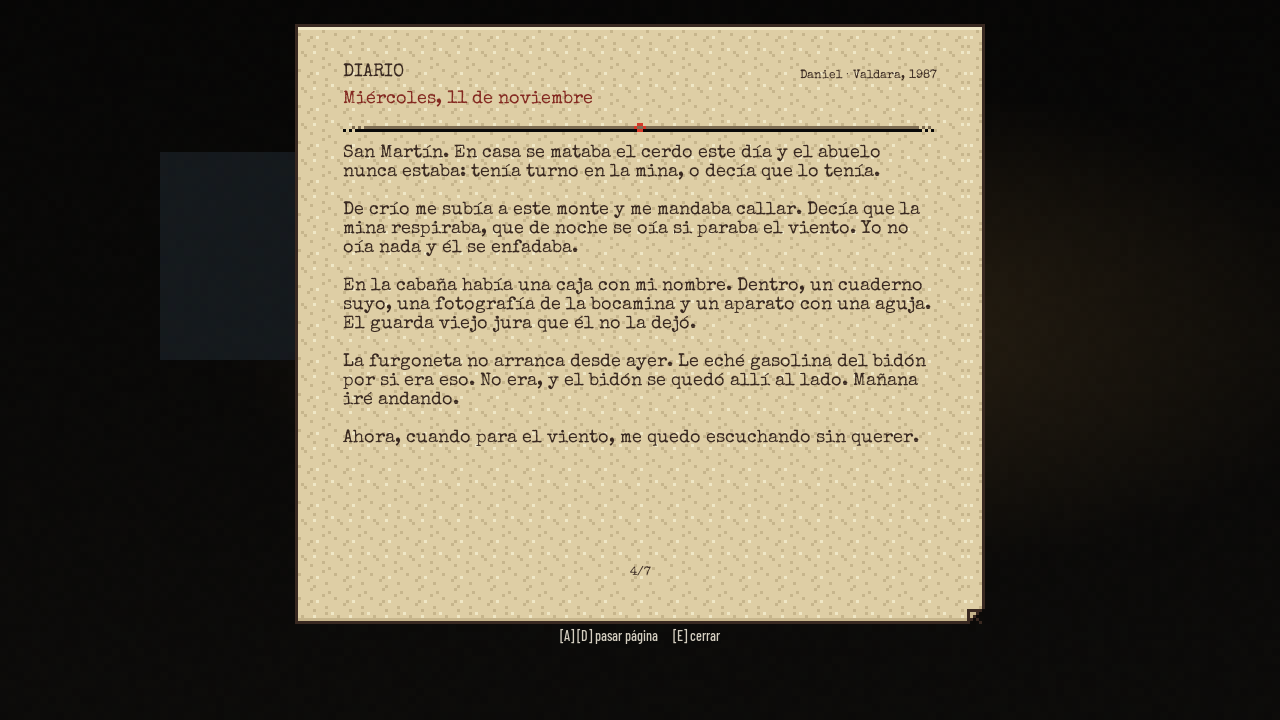 DIARIO
Daniel · Valdara, 1987
Miércoles, 11 de noviembre
San Martín. En casa se mataba el cerdo este día y el abuelo
nunca estaba: tenía turno en la mina, o decía que lo tenía.
De crío me subía a este monte y me mandaba callar. Decía que la
mina respiraba, que de noche se oía si paraba el viento. Yo no
oía nada y él se enfadaba.
En la cabaña había una caja con mi nombre. Dentro, un cuaderno
suyo, una fotografía de la bocamina y un aparato con una aguja.
El guarda viejo jura que él no la dejó.
La furgoneta no arranca desde ayer. Le eché gasolina del bidón
por si era eso. No era, y el bidón se quedó allí al lado. Mañana
iré andando.
Ahora, cuando para el viento, me quedo escuchando sin querer.
4/7
[A][D] pasar página [E] cerrar